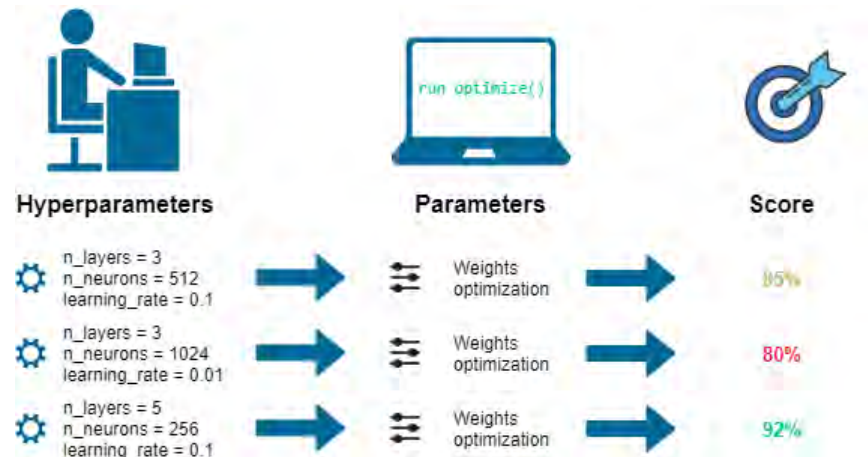 run optimize()
Hyperparameters
Parameters
Score
n_layers = 3
n_neurons = 512
learning_rate = 0.1
Weights
optimization
n_layers = 3
n_neurons = 1024
learning_rate = 0.01
Weights
optimization
80%
n_layers = 5
n_neurons = 256
learning_rate = 0.1
Weights
optimization
92%